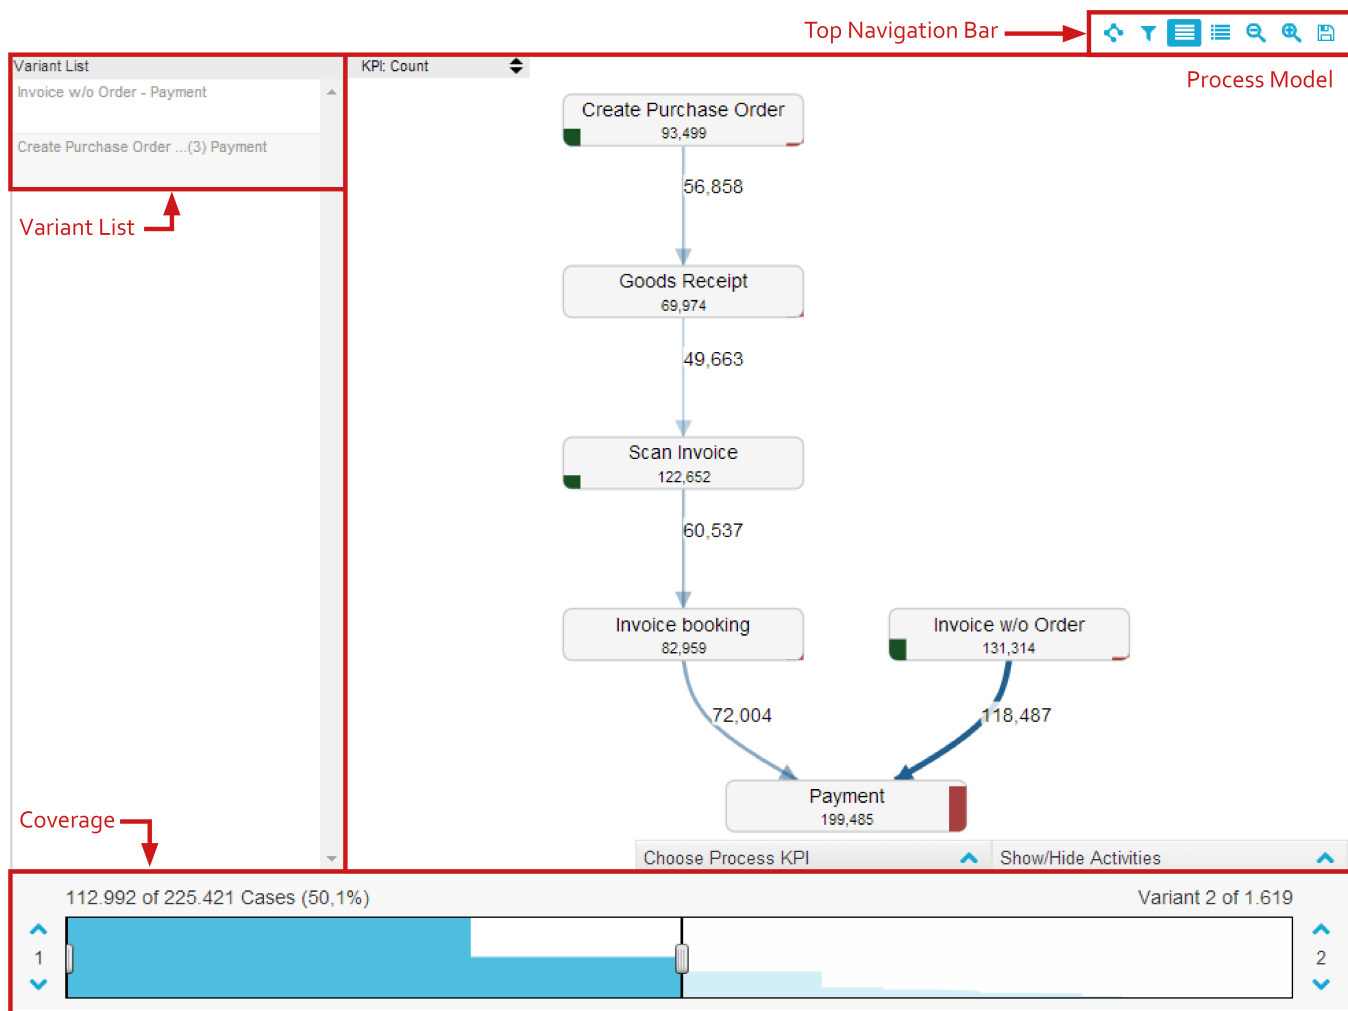 Top Navigation Bar
Variant List
KPI: Count
Process Model
Invoice w/o Order - Payment
Create Purchase Order ...(3) Payment
Variant List
Create Purchase Order
93,499
56,858
Goods Receipt
69,974
49,663
Scan Invoice
122,652
60,537
Invoice booking
82,959
Invoice w/o Order
131,314
72,004
118,487
Payment
199,485
Coverage
Choose Process KPI
Show/Hide Activities
112.992 of 225.421 Cases (50,1%)
Variant 2 of 1.619
1
2